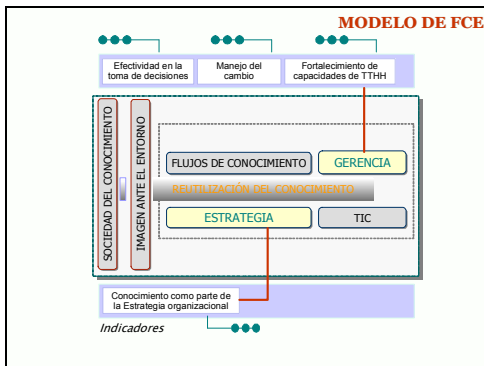 MODELO DE FCE
Efectividad en la
toma de decisiones
Manejo del
cambio
Fortalecimiento de
capacidades de TTHH
SOCIEDAD DEL CONOCIMIENTO
IMAGEN ANTE EL ENTORNO
FLUJOS DE CONOCIMIENTO
GERENCIA
REUTILIZACIÓN DEL CONOCIMIENTO
ESTRATEGIA
TIC
Conocimiento como parte de
la Estrategia organizacional
Indicadores